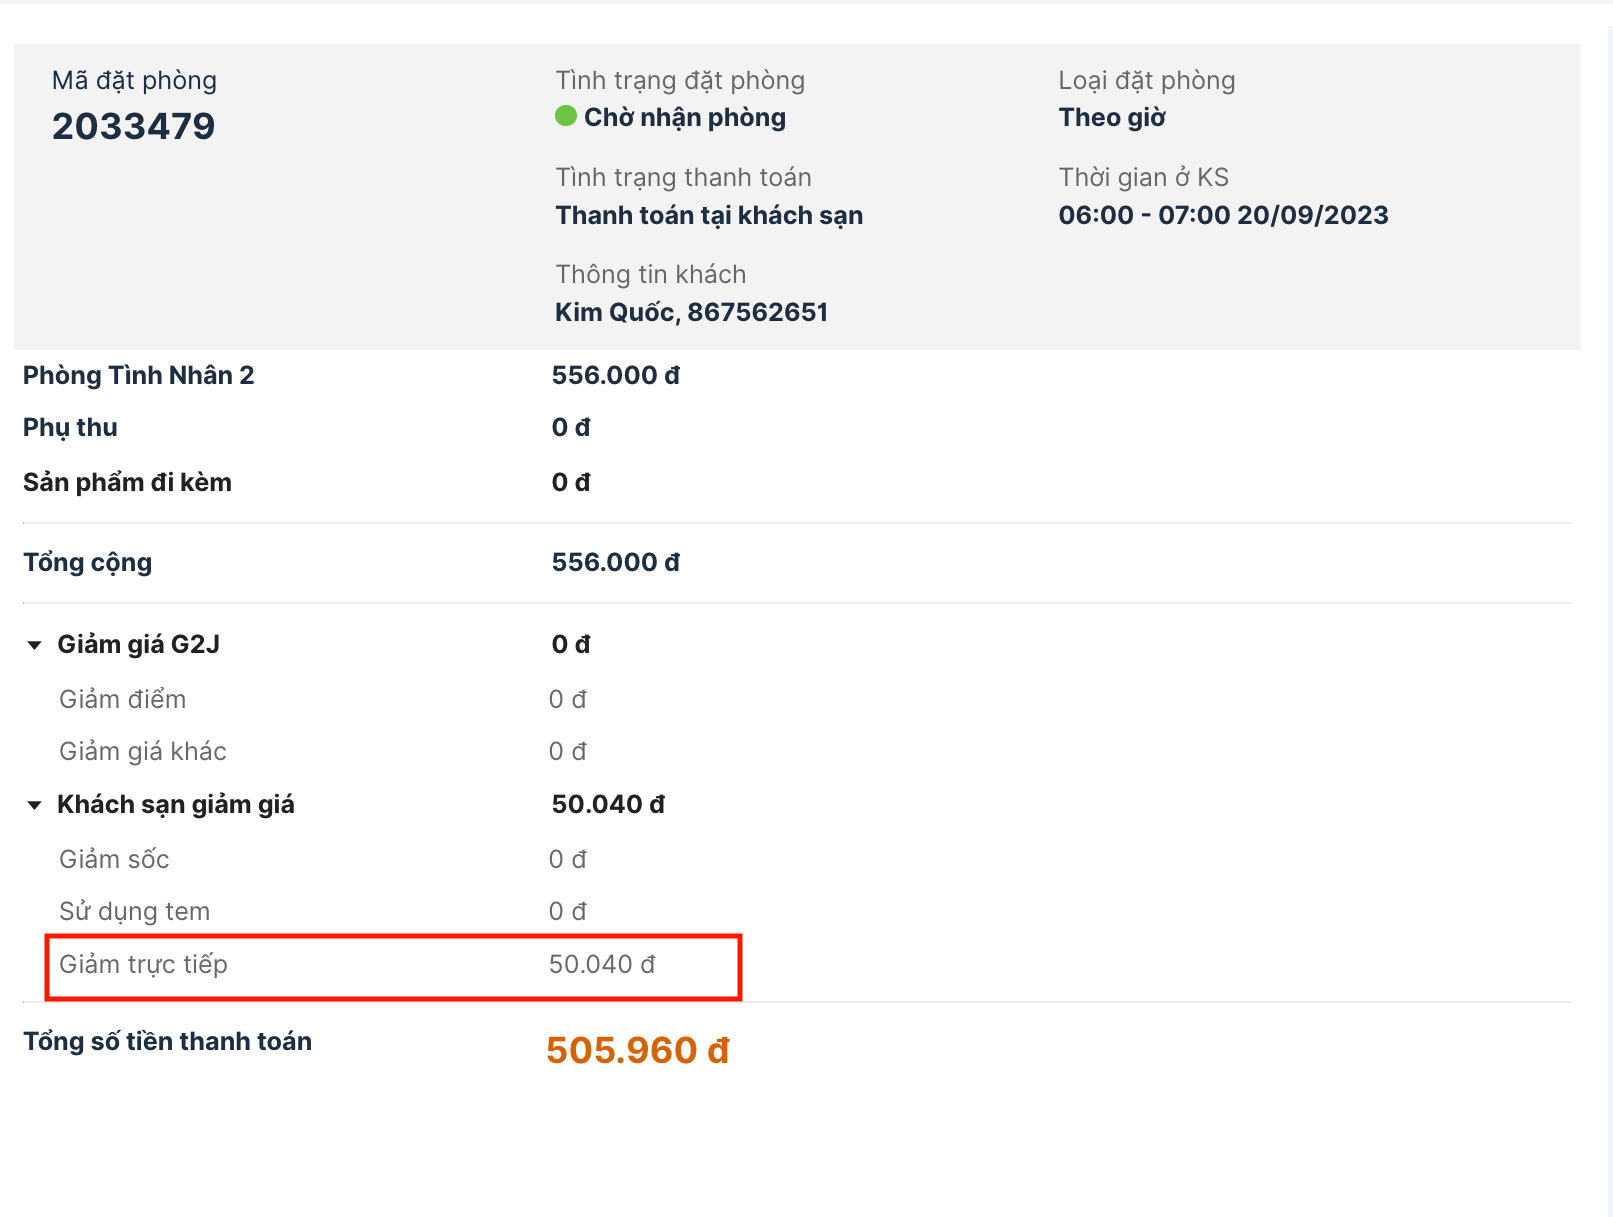 Mã đặt phòng
2033479
Tình trạng đặt phòng
Chờ nhận phòng
Tình trạng thanh toán
Thanh toán tại khách sạn
Thông tin khách
Kim Quốc, 867562651
Loại đặt phòng
Theo giờ
Thời gian ở KS
06:00 - 07:00 20/09/2023
Phòng Tình Nhân 2 556.000 đ
Phụ thu 0 đ
Sản phẩm đi kèm 0 đ
Tổng cộng 556.000 đ
Giảm giá G2J 0 đ
Giảm điểm 0 đ
Giảm giá khác 0 đ
Khách sạn giảm giá 50.040 đ
Giảm sốc 0 đ
Sử dụng tem 0 đ
Giảm trực tiếp 50.040 đ
Tổng số tiền thanh toán 505.960 đ